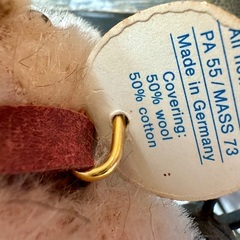 PA 55 / MASS 73
Made in Germany
Covering:
50% wool
50% cotton